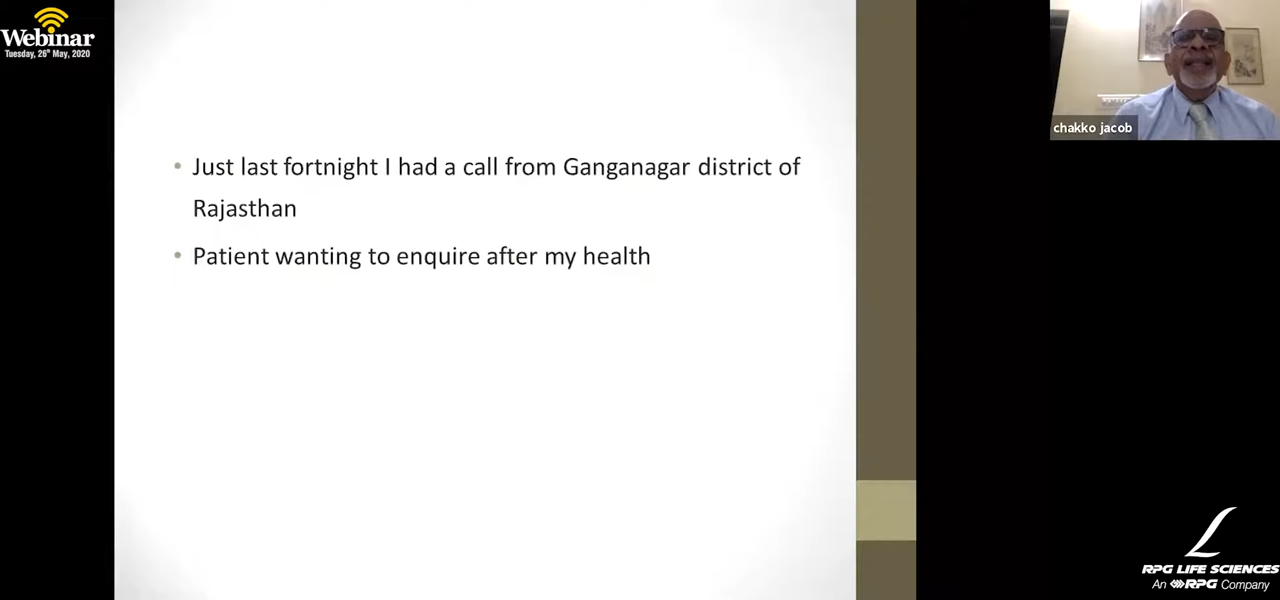 Webinar
Tuesday, 26th May, 2020
• Just last fortnight I had a call from Ganganagar district of
Rajasthan
• Patient wanting to enquire after my health
chakko jacob
RPG LIFE SCIENCES
An RPG Company